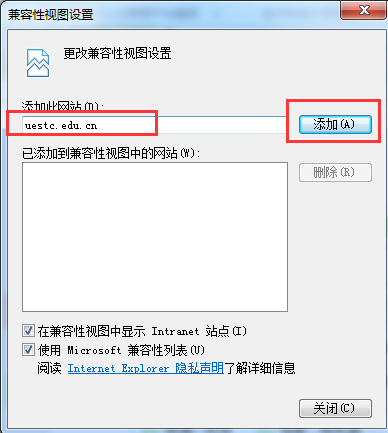 兼容性视图设置
更改兼容性视图设置
添加此网站(D):
uestc.edu.cn
添加(A)
已添加到兼容性视图中的网站(W):
删除(R)
在兼容性视图中显示 Intranet 站点(I)
使用 Microsoft 兼容性列表(U)
阅读 Internet Explorer 隐私声明了解详细信息
关闭(C)